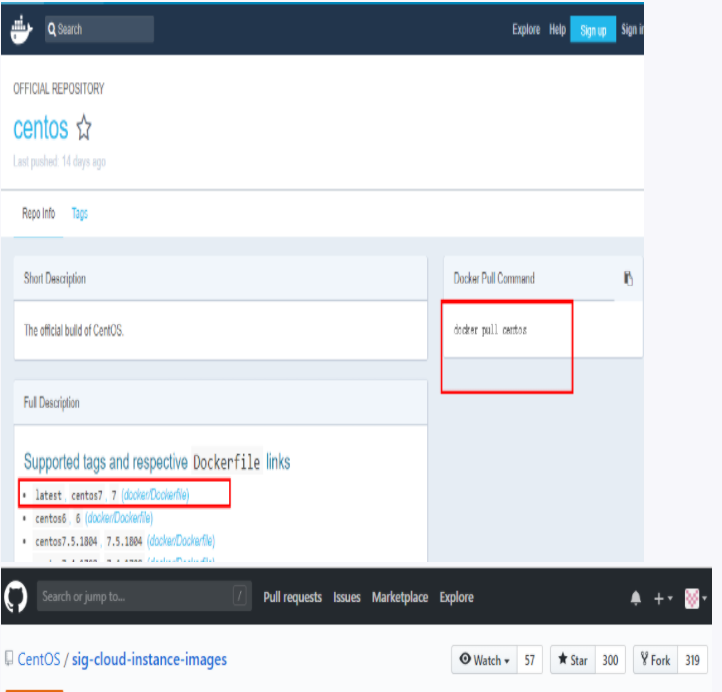 Search
Explore Help Sign up Sign in
OFFICIAL REPOSITORY
centos
Last pushed: 14 days ago
Repo Info Tags
Short Description
Docker Pull Command
The official build of CentOS.
docker pull centos
Full Description
Supported tags and respective Dockerfile links
latest, centos7, 7 (docker/Dockerfile)
centos6, 6 (docker/Dockerfile)
centos7.5.1804, 7.5.1804 (docker/Dockerfile)
Search or jump to... / Pull requests Issues Marketplace Explore
CentOS / sig-cloud-instance-images
Watch 57 Star 300 Fork 319